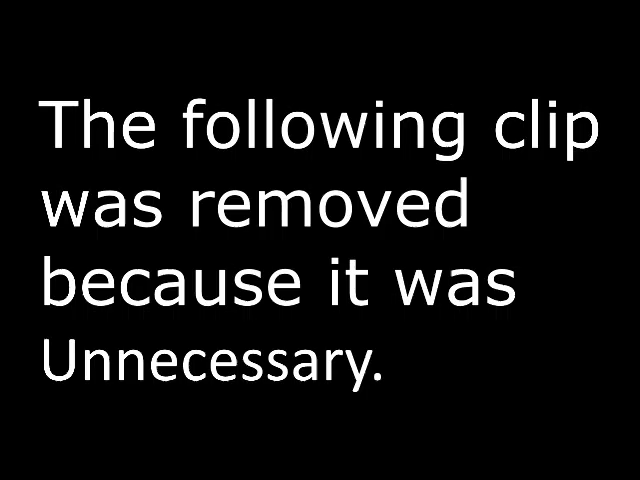 The following clip
was removed
because it was
Unnecessary.